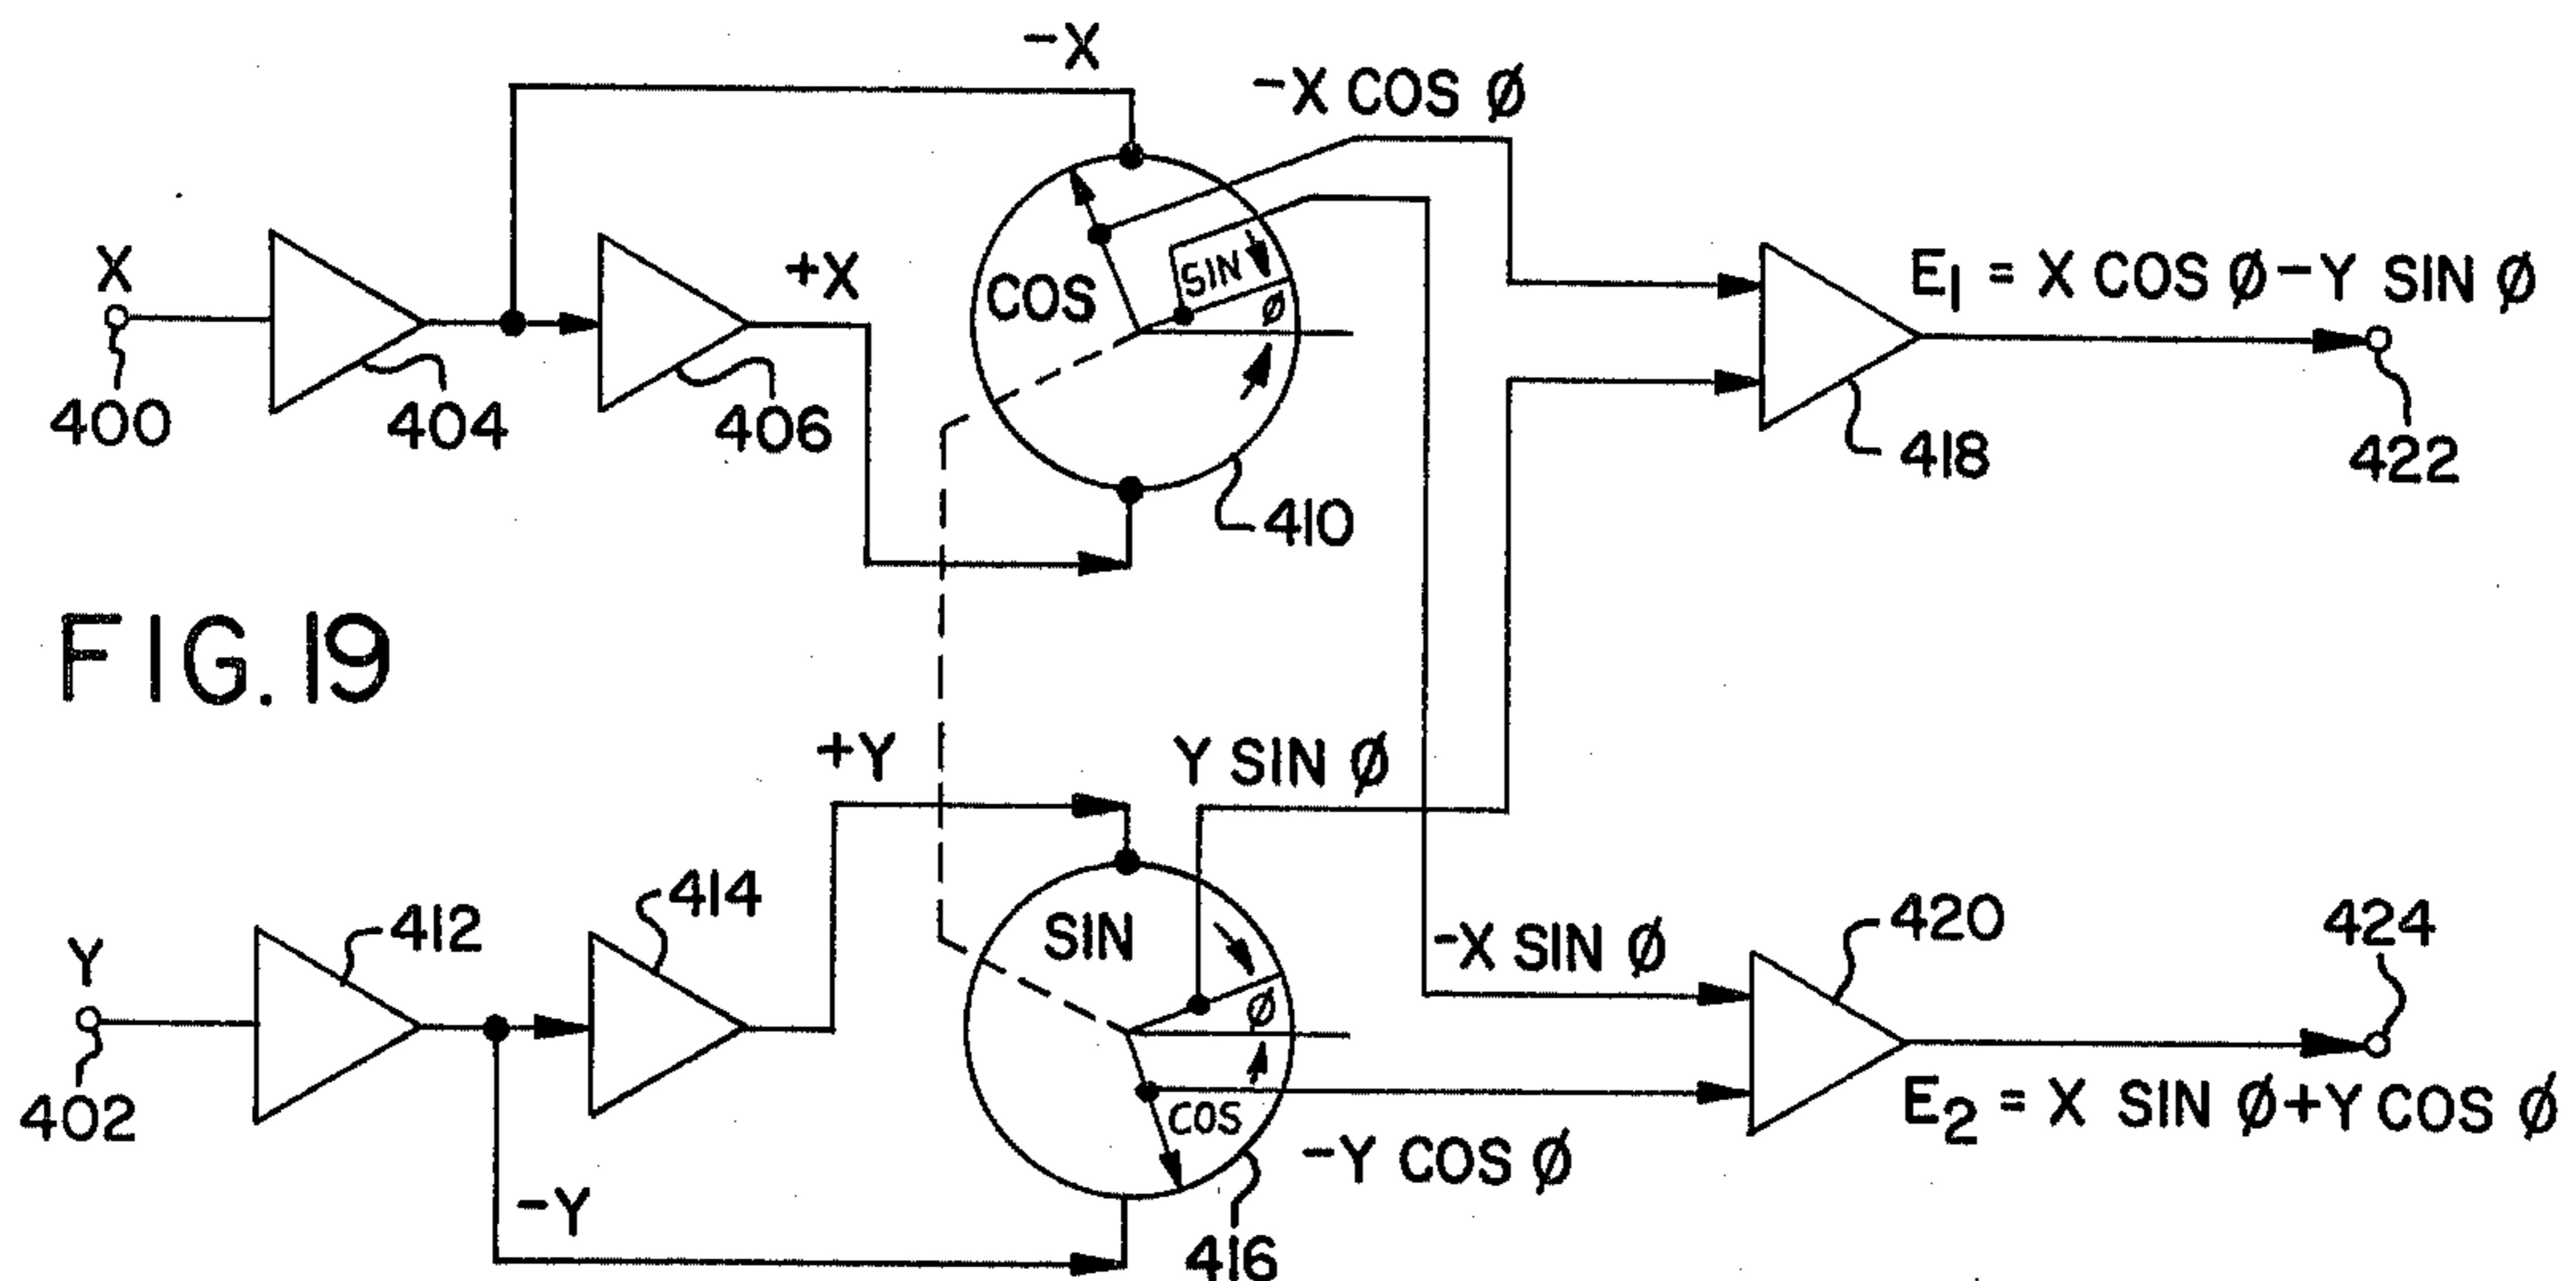 -X
-X COS Ø
X
+X
COS
SIN
Ø
E1 = X COS Ø-Y SIN Ø
400
404
406
410
418
422
FIG. 19
+Y
Y SIN Ø
Y
412
414
SIN
Ø
COS
-X SIN Ø
420
424
402
-Y
-Y COS Ø
416
E2 = X SIN Ø+Y COS Ø